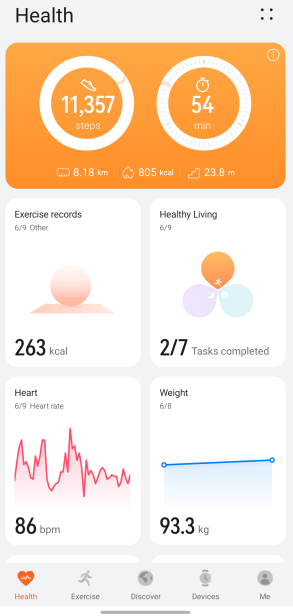 Health
11,357
steps
54
min
8.18 km 805 kcal 23.8 m
Exercise records
6/9 Other
263 kcal
Healthy Living
6/9
2/7 Tasks completed
Heart
6/9 Heart rate
86 bpm
Weight
6/8
93.3 kg
Health Exercise Discover Devices Me